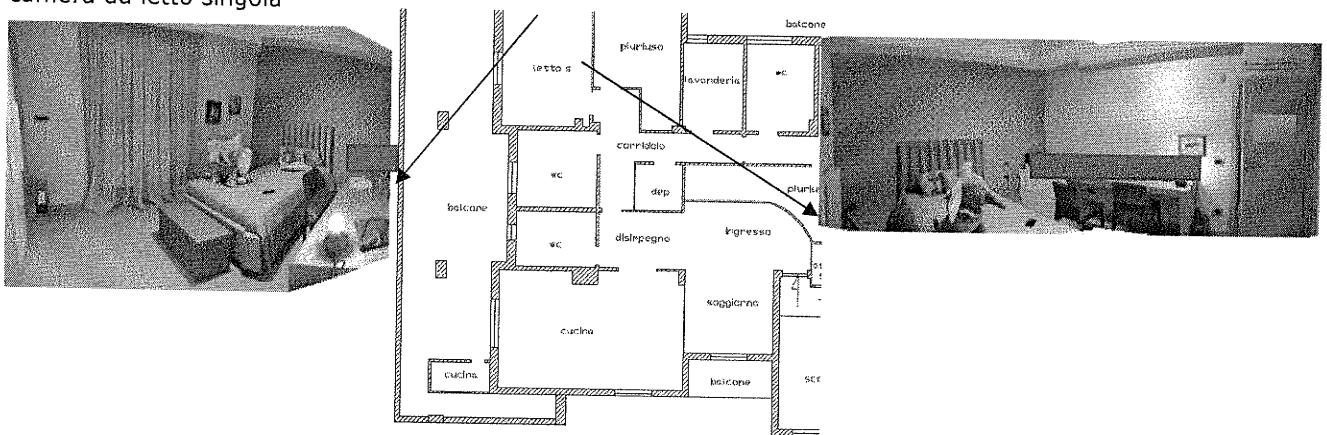 camera da letto singola
balcone
pluriuso
letto s
lavanderia
wc
corridoio
wc
dep
balcone
disimpegno
ingresso
wc
soggiorno
cucina
cucina
balcone